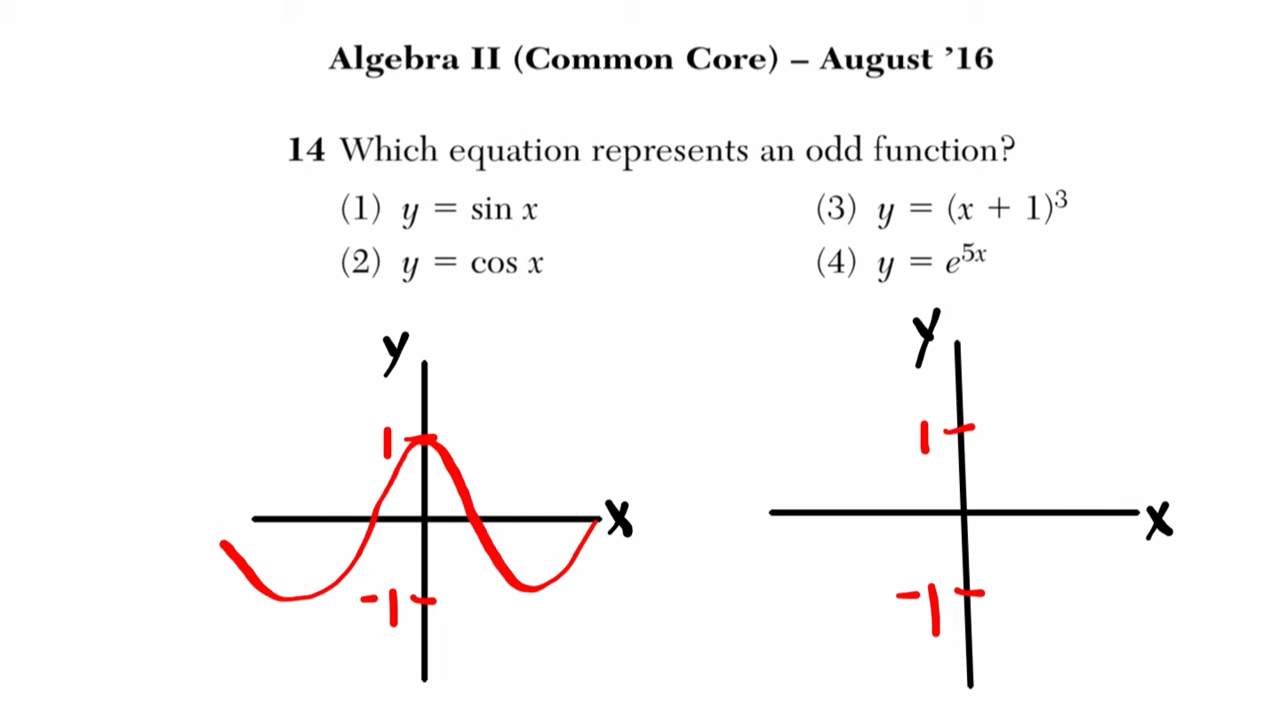 Algebra II (Common Core) – August ’16
14 Which equation represents an odd function?
(1) y = sin x
(2) y = cos x
(3) y = (x + 1)³
(4) y = e⁵ˣ
y
1
x
-1
y
1
x
-1